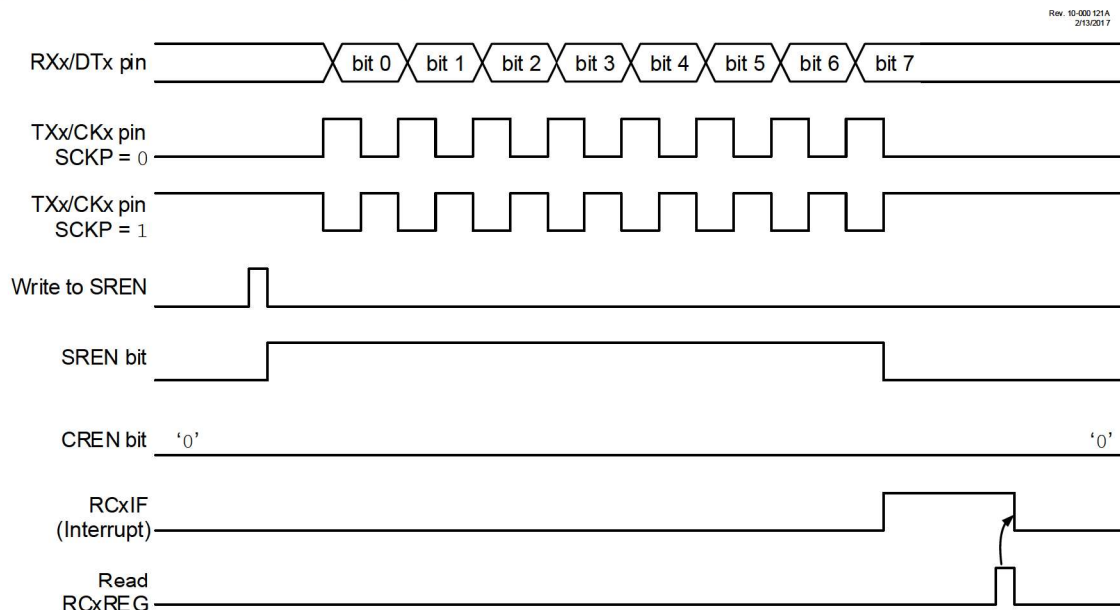 Rev. 10-000 121A
2/13/2017
RXx/DTx pin
bit 0 bit 1 bit 2 bit 3 bit 4 bit 5 bit 6 bit 7
TXx/CKx pin
SCKP = 0
TXx/CKx pin
SCKP = 1
Write to SREN
SREN bit
CREN bit ‘0’ ‘0’
RCxIF
(Interrupt)
Read
RCxREG